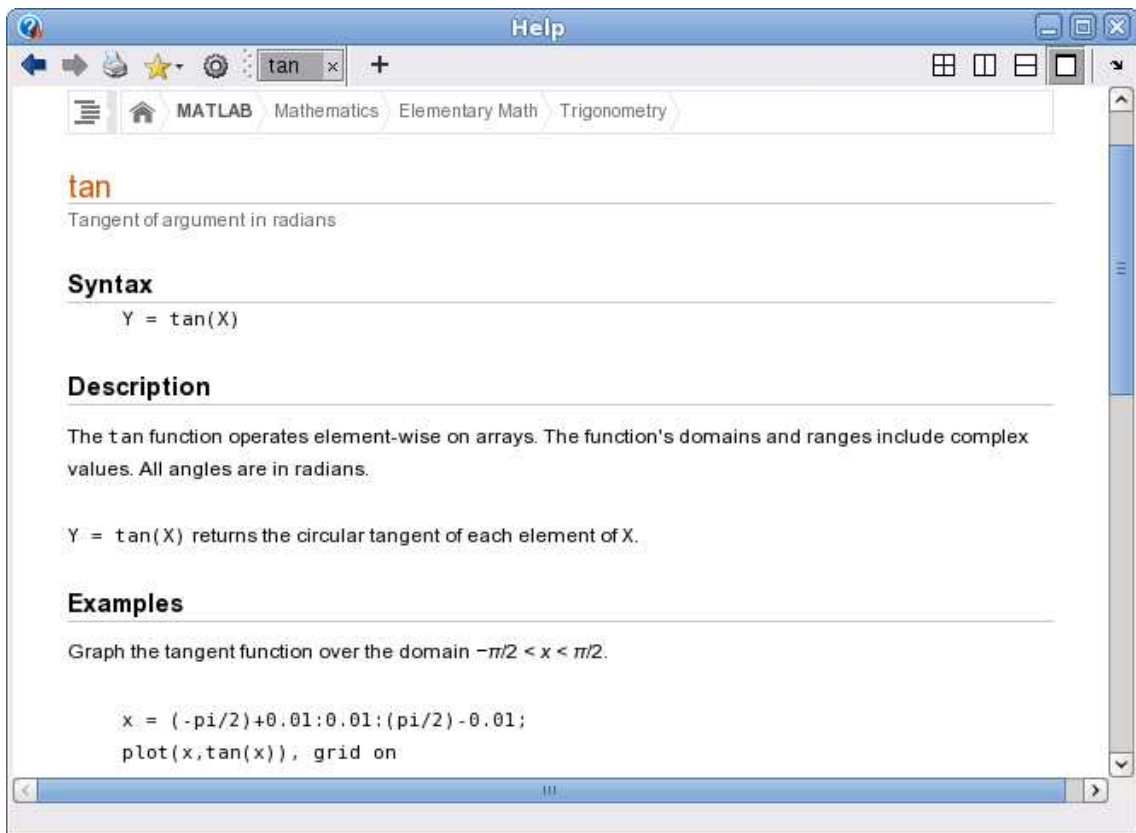 Help
tan
MATLAB Mathematics Elementary Math Trigonometry
tan
Tangent of argument in radians
Syntax
Y = tan(X)
Description
The tan function operates element-wise on arrays. The function's domains and ranges include complex
values. All angles are in radians.
Y = tan(X) returns the circular tangent of each element of X.
Examples
Graph the tangent function over the domain −π/2 < x < π/2.
x = (-pi/2)+0.01:0.01:(pi/2)-0.01;
plot(x,tan(x)), grid on